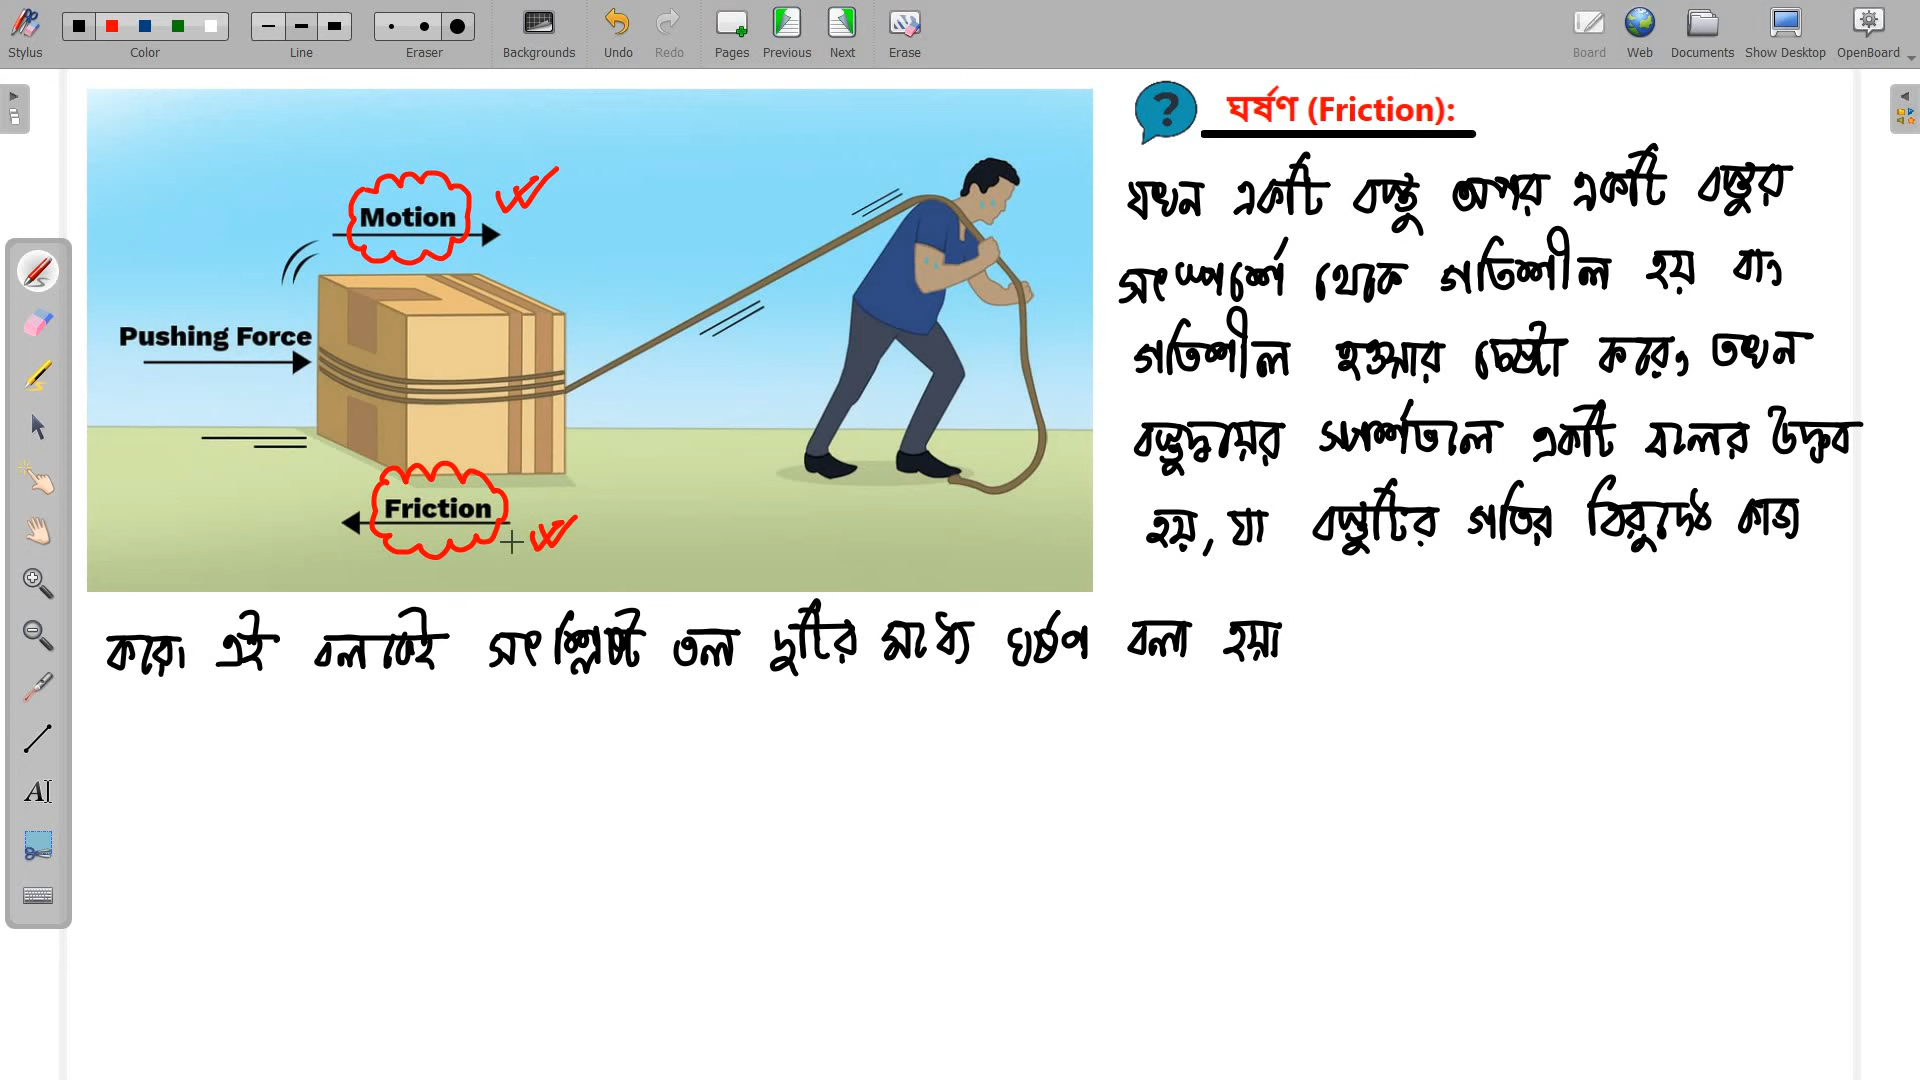 Stylus
Color
Line
Eraser
Backgrounds
Undo
Redo
Pages
Previous
Next
Erase
Board
Web
Documents
Show Desktop
OpenBoard
Motion
Pushing Force
Friction
ঘর্ষণ (Friction):
যখন একটি বস্তু অপর একটি বস্তুর
সংস্পর্শে থেকে গতিশীল হয় বা,
গতিশীল হওয়ার চেষ্টা করে, তখন
বস্তুদ্বয়ের স্পর্শতলে একটি বলের উদ্ভব
হয়, যা বস্তুটির গতির বিরুদ্ধে কাজ
করে। এই বলকেই সংশ্লিষ্ট তল দুটির মধ্যে ঘর্ষণ বলা হয়।